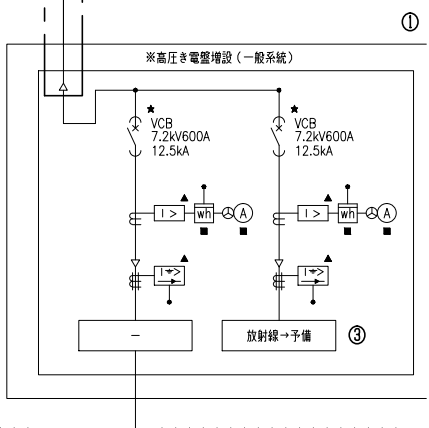 ①
※高圧き電盤増設(一般系統)
★
VCB
7.2kV600A
12.5kA
★
VCB
7.2kV600A
12.5kA
▲
I > wh A
■ ■
▲
I > wh A
■ ■
▲
I ⏚>
▲
I ⏚>
−
放射線→予備 ③